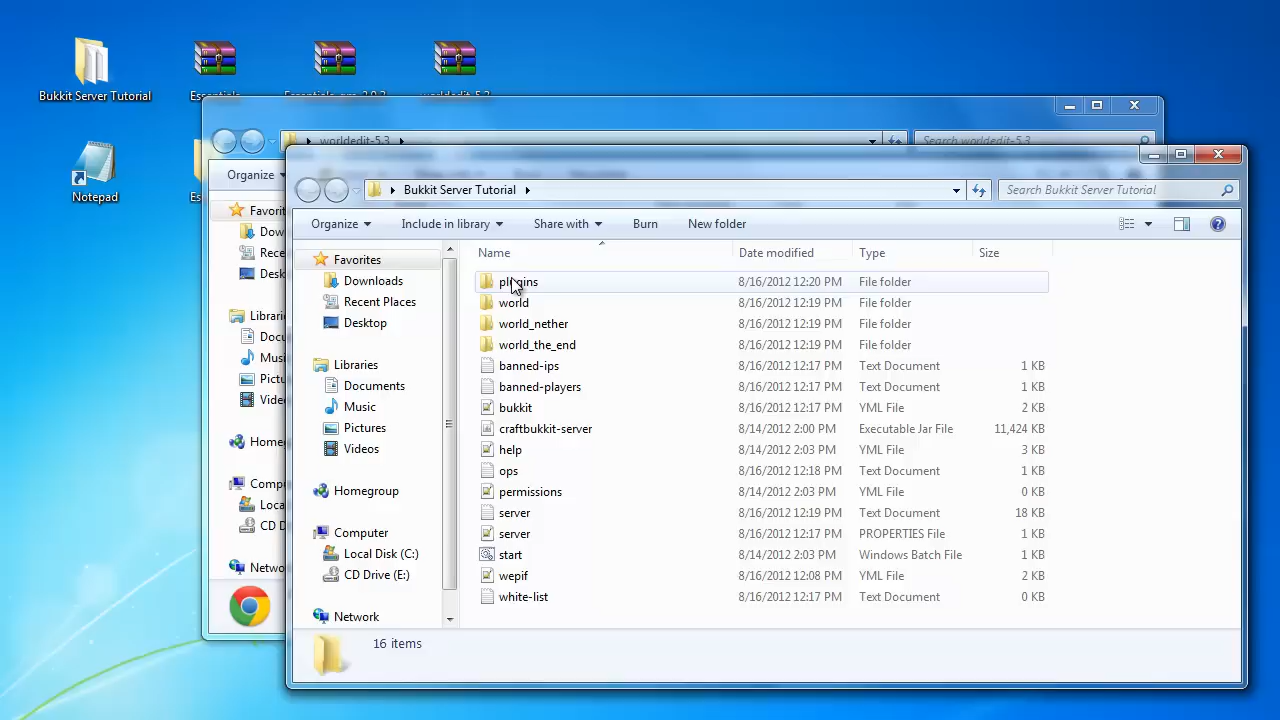 Bukkit Server Tutorial
Notepad
worldedit-5.3
Search worldedit-5.3
Organize
Bukkit Server Tutorial
Search Bukkit Server Tutorial
Organize
Include in library
Share with
Burn
New folder
Name
Date modified
Type
Size
Favorites
Downloads
Recent Places
Desktop
Libraries
Documents
Music
Pictures
Videos
Homegroup
Computer
Local Disk (C:)
CD Drive (E:)
Network
plugins 8/16/2012 12:20 PM File folder
world 8/16/2012 12:19 PM File folder
world_nether 8/16/2012 12:19 PM File folder
world_the_end 8/16/2012 12:19 PM File folder
banned-ips 8/16/2012 12:17 PM Text Document 1 KB
banned-players 8/16/2012 12:17 PM Text Document 1 KB
bukkit 8/16/2012 12:17 PM YML File 2 KB
craftbukkit-server 8/14/2012 2:00 PM Executable Jar File 11,424 KB
help 8/14/2012 2:03 PM YML File 3 KB
ops 8/16/2012 12:18 PM Text Document 1 KB
permissions 8/14/2012 2:03 PM YML File 0 KB
server 8/16/2012 12:19 PM Text Document 18 KB
server 8/16/2012 12:17 PM PROPERTIES File 1 KB
start 8/14/2012 2:03 PM Windows Batch File 1 KB
wepif 8/16/2012 12:08 PM YML File 2 KB
white-list 8/16/2012 12:17 PM Text Document 0 KB
16 items